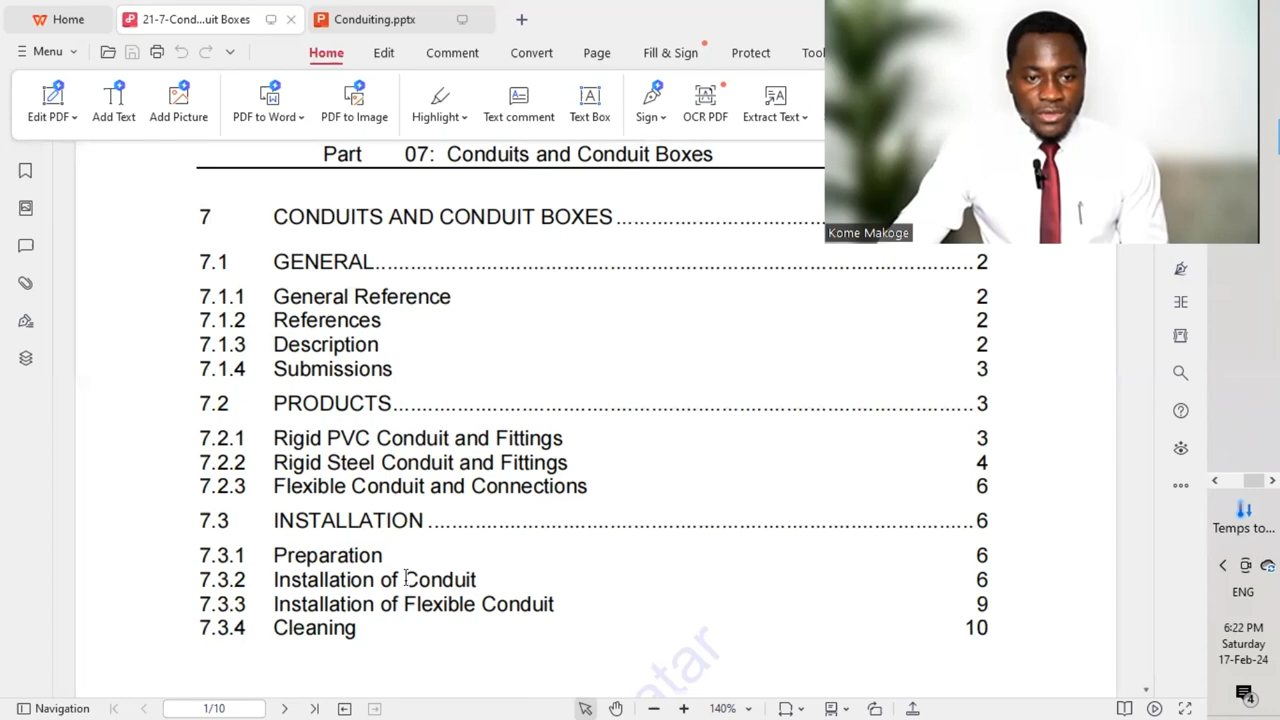 Home 21-7-Cond...uit Boxes Conduiting.pptx
Menu Home Edit Comment Convert Page Fill & Sign Protect Tool
Edit PDF Add Text Add Picture PDF to Word PDF to Image Highlight Text comment Text Box Sign OCR PDF Extract Text
Kome Makoge
Part 07: Conduits and Conduit Boxes
7 CONDUITS AND CONDUIT BOXES
7.1 GENERAL 2
7.1.1 General Reference 2
7.1.2 References 2
7.1.3 Description 2
7.1.4 Submissions 3
7.2 PRODUCTS 3
7.2.1 Rigid PVC Conduit and Fittings 3
7.2.2 Rigid Steel Conduit and Fittings 4
7.2.3 Flexible Conduit and Connections 6
7.3 INSTALLATION 6
7.3.1 Preparation 6
7.3.2 Installation of Conduit 6
7.3.3 Installation of Flexible Conduit 9
7.3.4 Cleaning 10
atar
Temps to...
ENG
6:22 PM
Saturday
17-Feb-24
4
Navigation 1/10 140%